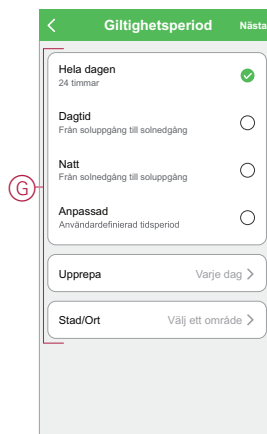 Giltighetsperiod Nästa
Hela dagen
24 timmar
Dagtid
Från soluppgång till solnedgång
Natt
Från solnedgång till soluppgång
G
Anpassad
Användardefinierad tidsperiod
Upprepa Varje dag
Stad/Ort Välj ett område